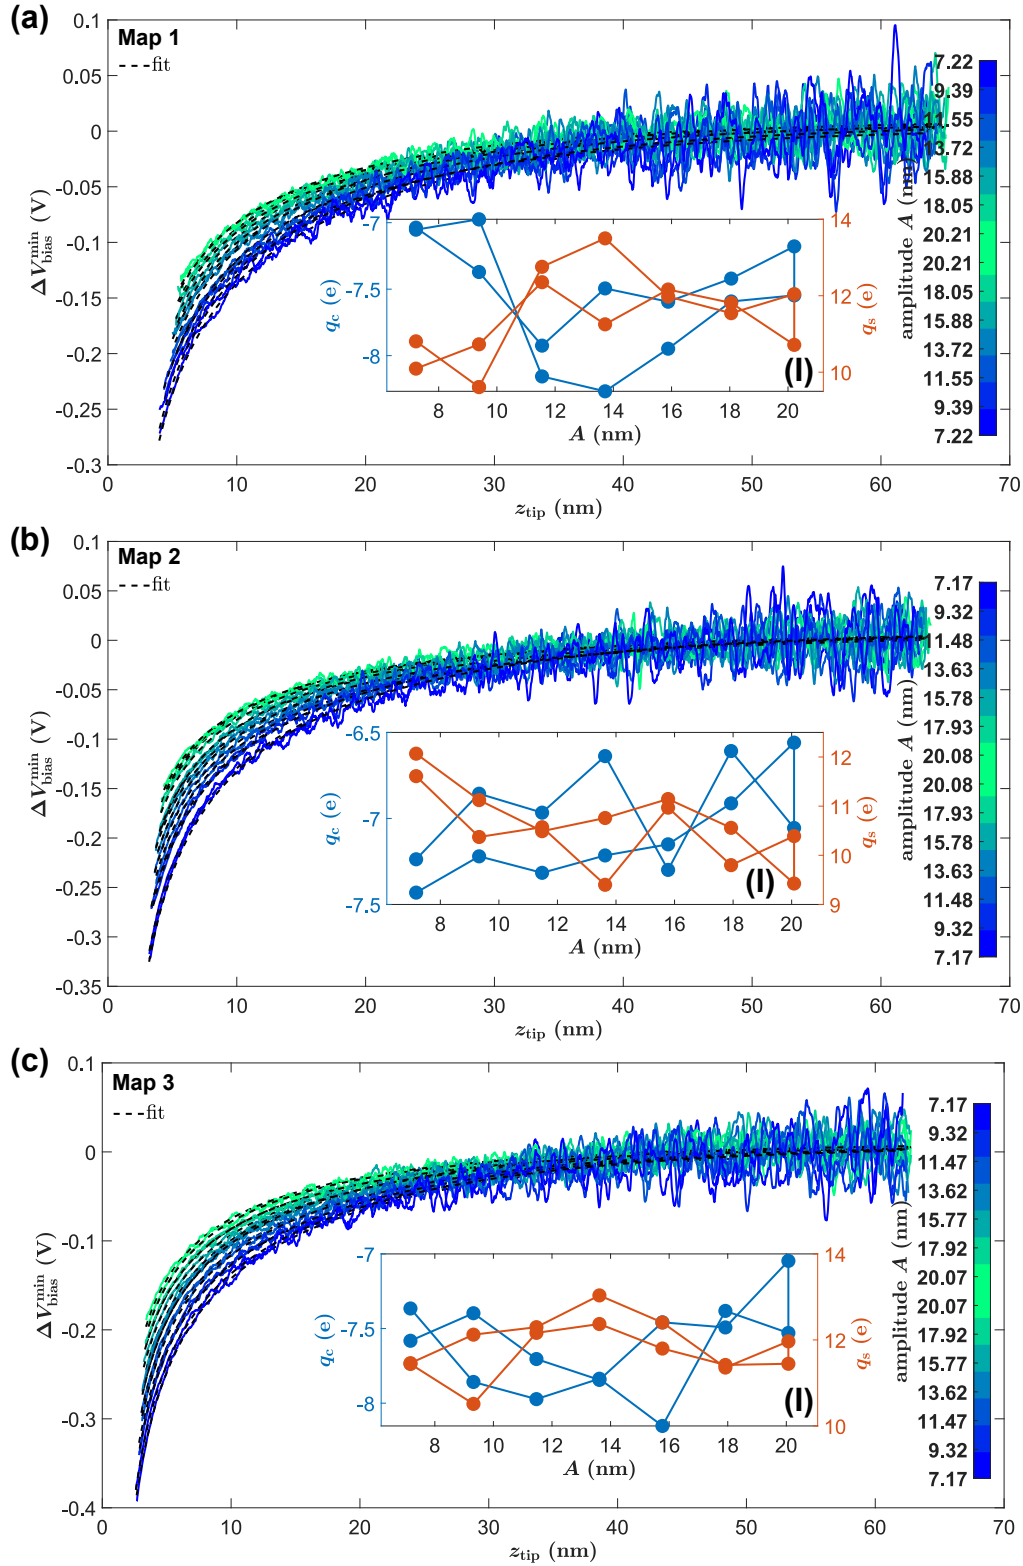 (a)
Map 1
---fit
0.1
0.05
0
-0.05
-0.1
-0.15
-0.2
-0.25
-0.3
ΔV_bias^min (V)
0 10 20 30 40 50 60 70
z_tip (nm)
-7
-7.5
-8
q_c (e)
14
12
10
q_s (e)
8 10 12 14 16 18 20
A (nm)
(I)
amplitude A (nm)
7.22
9.39
11.55
13.72
15.88
18.05
20.21
18.05
15.88
13.72
11.55
9.39
7.22
(b)
Map 2
---fit
0.1
0.05
0
-0.05
-0.1
-0.15
-0.2
-0.25
-0.3
-0.35
ΔV_bias^min (V)
0 10 20 30 40 50 60 70
z_tip (nm)
-6.5
-7
-7.5
q_c (e)
12
11
10
9
q_s (e)
8 10 12 14 16 18 20
A (nm)
(I)
amplitude A (nm)
7.17
9.32
11.48
13.63
15.78
17.93
20.08
20.08
17.93
15.78
13.63
11.48
9.32
7.17
(c)
Map 3
---fit
0.1
0
-0.1
-0.2
-0.3
-0.4
ΔV_bias^min (V)
0 10 20 30 40 50 60 70
z_tip (nm)
-7
-7.5
-8
q_c (e)
14
12
10
q_s (e)
8 10 12 14 16 18 20
A (nm)
(I)
amplitude A (nm)
7.17
9.32
11.47
13.62
15.77
17.92
20.07
20.07
17.92
15.77
13.62
11.47
9.32
7.17